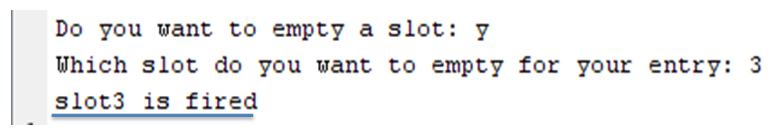 Do you want to empty a slot: y
Which slot do you want to empty for your entry: 3
slot3 is fired